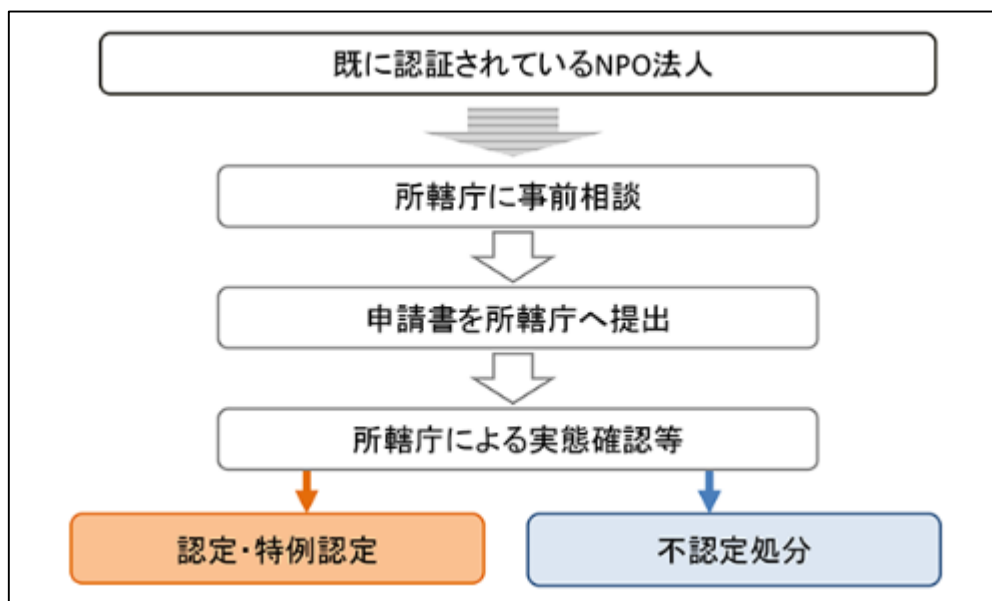 既に認証されているNPO法人
所轄庁に事前相談
申請書を所轄庁へ提出
所轄庁による実態確認等
認定・特例認定
不認定処分